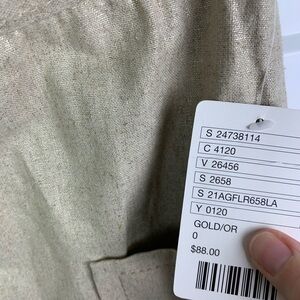 S 24738114
C 4120
V 26456
S 2658
S 21AGFLR658LA
Y 0120
GOLD/OR
0
$88.00